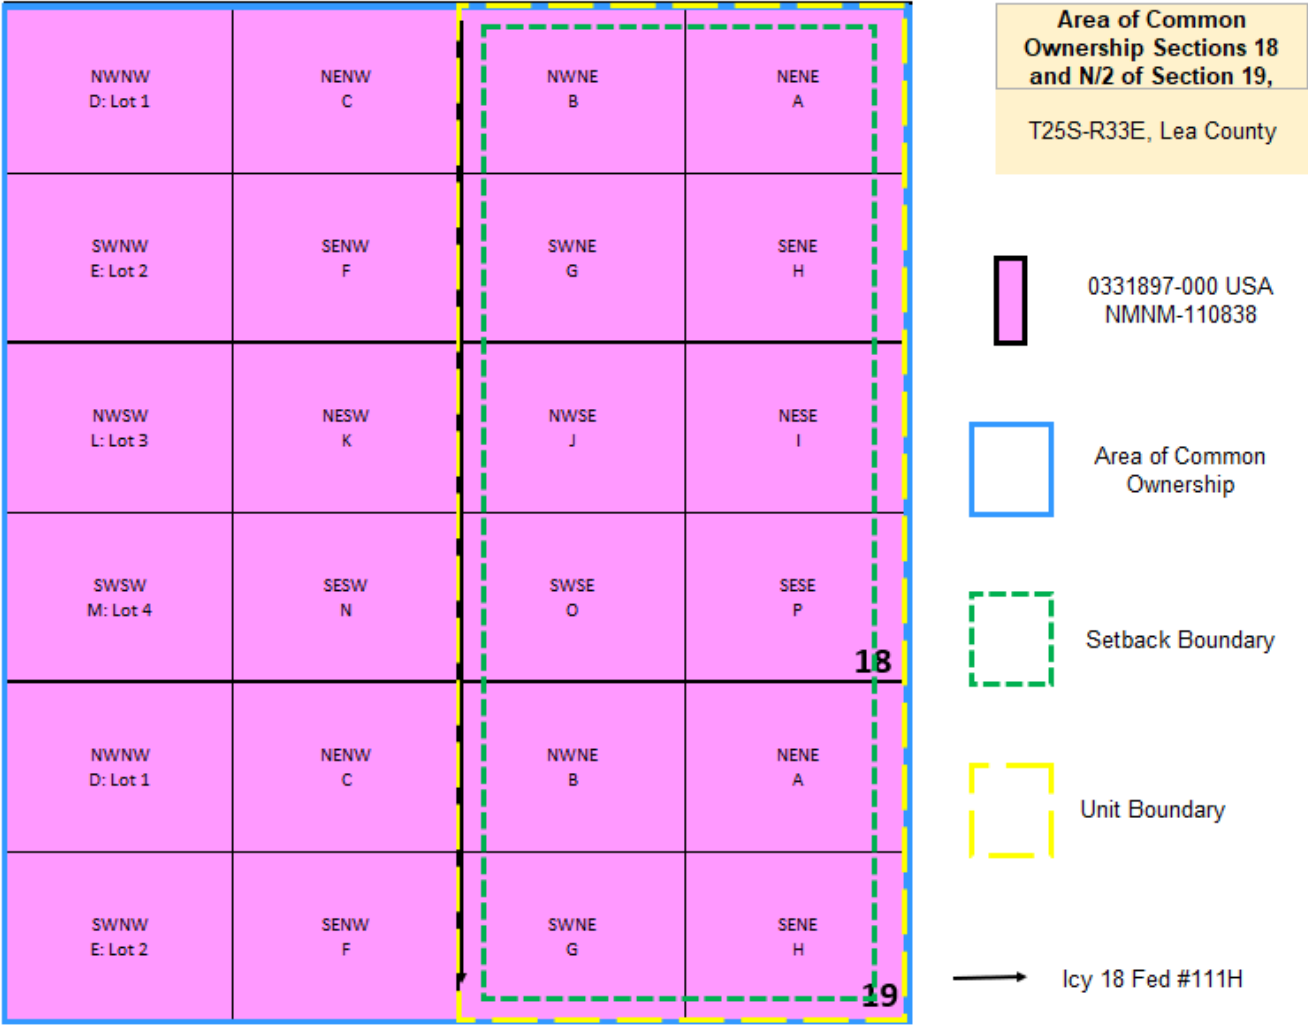 Area of Common
Ownership Sections 18
and N/2 of Section 19,
T25S-R33E, Lea County
NWNW
D: Lot 1
NENW
C
NWNE
B
NENE
A
SWNW
E: Lot 2
SENW
F
SWNE
G
SENE
H
NWSW
L: Lot 3
NESW
K
NWSE
J
NESE
I
SWSW
M: Lot 4
SESW
N
SWSE
O
SESE
P
18
NWNW
D: Lot 1
NENW
C
NWNE
B
NENE
A
SWNW
E: Lot 2
SENW
F
SWNE
G
SENE
H
19
0331897-000 USA
NMNM-110838
Area of Common
Ownership
Setback Boundary
Unit Boundary
Icy 18 Fed #111H